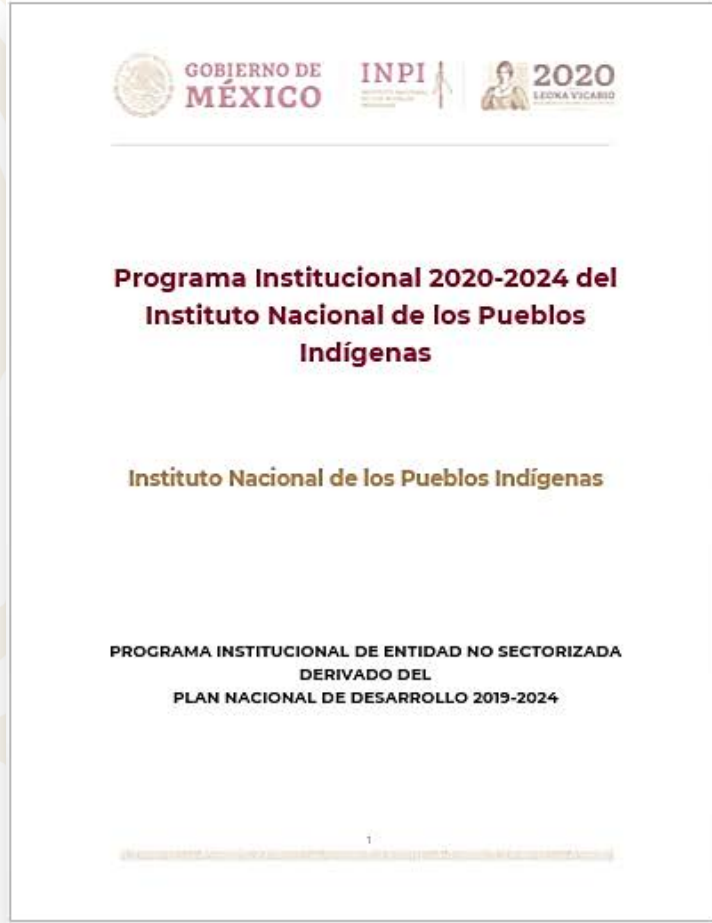 GOBIERNO DE
MÉXICO
INPI
2020
LEONA VICARIO
Programa Institucional 2020-2024 del
Instituto Nacional de los Pueblos
Indígenas
Instituto Nacional de los Pueblos Indígenas
PROGRAMA INSTITUCIONAL DE ENTIDAD NO SECTORIZADA
DERIVADO DEL
PLAN NACIONAL DE DESARROLLO 2019-2024
1